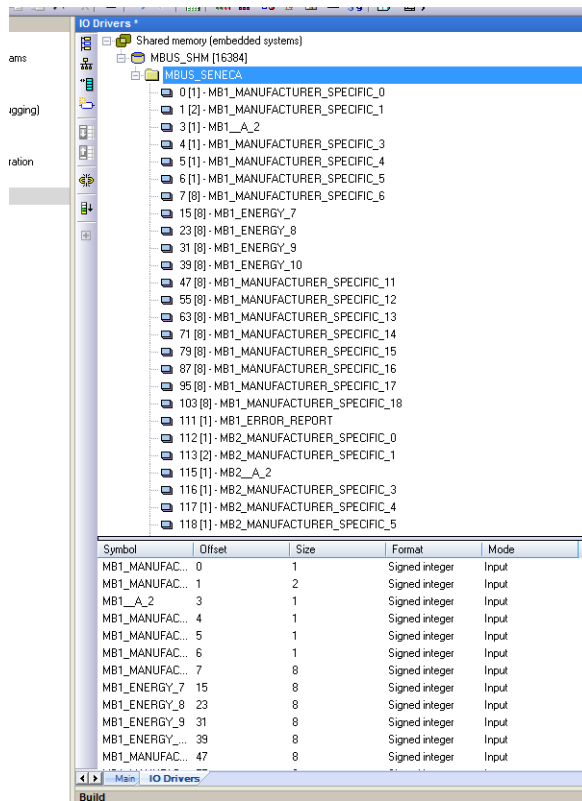 IO Drivers *
Shared memory (embedded systems)
ams
MBUS_SHM [16384]
MBUS_SENECA
0 [1] - MB1_MANUFACTURER_SPECIFIC_0
1 [2] - MB1_MANUFACTURER_SPECIFIC_1
ugging)
3 [1] - MB1__A_2
4 [1] - MB1_MANUFACTURER_SPECIFIC_3
5 [1] - MB1_MANUFACTURER_SPECIFIC_4
ration
6 [1] - MB1_MANUFACTURER_SPECIFIC_5
7 [8] - MB1_MANUFACTURER_SPECIFIC_6
15 [8] - MB1_ENERGY_7
23 [8] - MB1_ENERGY_8
31 [8] - MB1_ENERGY_9
39 [8] - MB1_ENERGY_10
47 [8] - MB1_MANUFACTURER_SPECIFIC_11
55 [8] - MB1_MANUFACTURER_SPECIFIC_12
63 [8] - MB1_MANUFACTURER_SPECIFIC_13
71 [8] - MB1_MANUFACTURER_SPECIFIC_14
79 [8] - MB1_MANUFACTURER_SPECIFIC_15
87 [8] - MB1_MANUFACTURER_SPECIFIC_16
95 [8] - MB1_MANUFACTURER_SPECIFIC_17
103 [8] - MB1_MANUFACTURER_SPECIFIC_18
111 [1] - MB1_ERROR_REPORT
112 [1] - MB2_MANUFACTURER_SPECIFIC_0
113 [2] - MB2_MANUFACTURER_SPECIFIC_1
115 [1] - MB2__A_2
116 [1] - MB2_MANUFACTURER_SPECIFIC_3
117 [1] - MB2_MANUFACTURER_SPECIFIC_4
118 [1] - MB2_MANUFACTURER_SPECIFIC_5
Symbol Offset Size Format Mode
MB1_MANUFAC... 0 1 Signed integer Input
MB1_MANUFAC... 1 2 Signed integer Input
MB1__A_2 3 1 Signed integer Input
MB1_MANUFAC... 4 1 Signed integer Input
MB1_MANUFAC... 5 1 Signed integer Input
MB1_MANUFAC... 6 1 Signed integer Input
MB1_MANUFAC... 7 8 Signed integer Input
MB1_ENERGY_7 15 8 Signed integer Input
MB1_ENERGY_8 23 8 Signed integer Input
MB1_ENERGY_9 31 8 Signed integer Input
MB1_ENERGY_... 39 8 Signed integer Input
MB1_MANUFAC... 47 8 Signed integer Input
Main IO Drivers
Build